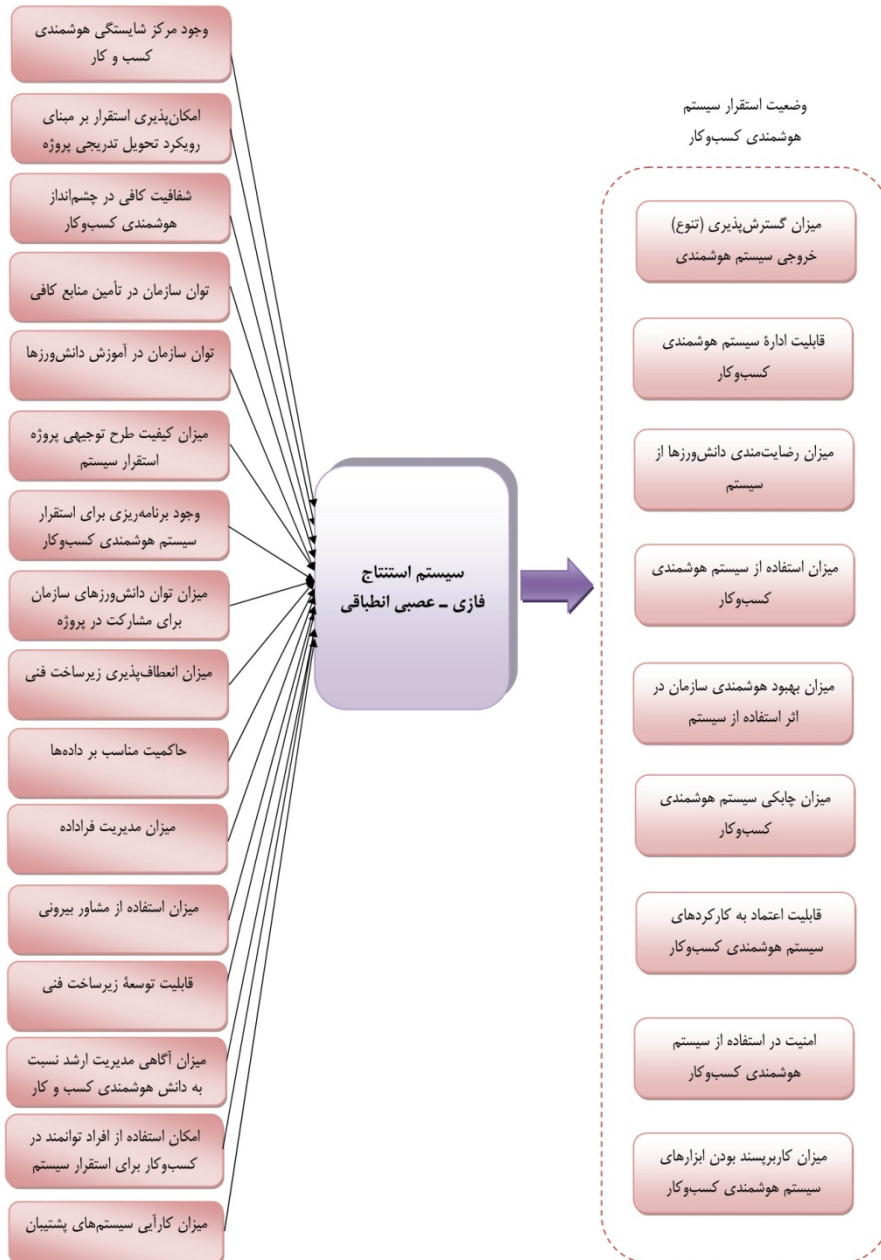 وجود مرکز شایستگی هوشمندی
کسب و کار
امکان‌پذیری استقرار بر مبنای
رویکرد تحویل تدریجی پروژه
شفافیت کافی در چشم‌انداز
هوشمندی کسب‌وکار
توان سازمان در تأمین منابع کافی
توان سازمان در آموزش دانش‌ورزها
میزان کیفیت طرح توجیهی پروژه
استقرار سیستم
وجود برنامه‌ریزی برای استقرار
سیستم هوشمندی کسب‌وکار
میزان توان دانش‌ورزهای سازمان
برای مشارکت در پروژه
میزان انعطاف‌پذیری زیرساخت فنی
حاکمیت مناسب بر داده‌ها
میزان مدیریت فراداده
میزان استفاده از مشاور بیرونی
قابلیت توسعهٔ زیرساخت فنی
میزان آگاهی مدیریت ارشد نسبت
به دانش هوشمندی کسب و کار
امکان استفاده از افراد توانمند در
کسب‌وکار برای استقرار سیستم
میزان کارآیی سیستم‌های پشتیبان
سیستم استنتاج
فازی – عصبی انطباقی
وضعیت استقرار سیستم
هوشمندی کسب‌وکار
میزان گسترش‌پذیری (تنوع)
خروجی سیستم هوشمندی
قابلیت ادارهٔ سیستم هوشمندی
کسب‌وکار
میزان رضایت‌مندی دانش‌ورزها از
سیستم
میزان استفاده از سیستم هوشمندی
کسب‌وکار
میزان بهبود هوشمندی سازمان در
اثر استفاده از سیستم
میزان چابکی سیستم هوشمندی
کسب‌وکار
قابلیت اعتماد به کارکردهای
سیستم هوشمندی کسب‌وکار
امنیت در استفاده از سیستم
هوشمندی کسب‌وکار
میزان کاربرپسند بودن ابزارهای
سیستم هوشمندی کسب‌وکار